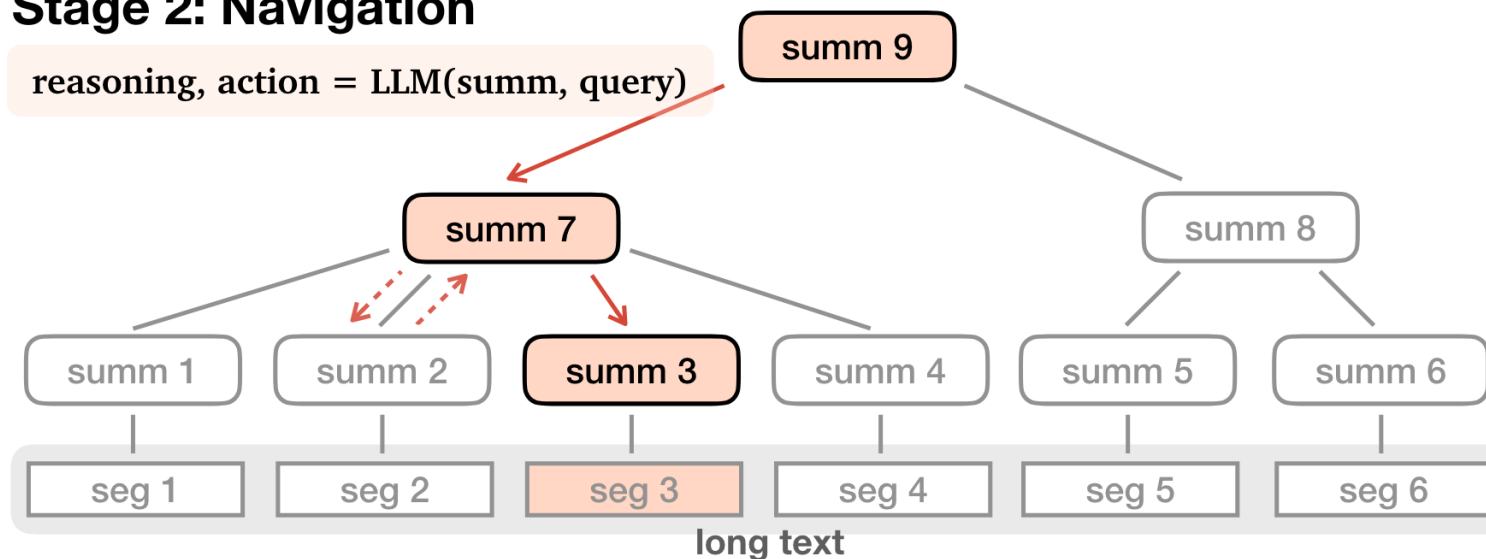 Stage 2: Navigation
summ 9
reasoning, action = LLM(summ, query)
summ 7
summ 8
summ 1
summ 2
summ 3
summ 4
summ 5
summ 6
seg 1
seg 2
seg 3
seg 4
seg 5
seg 6
long text